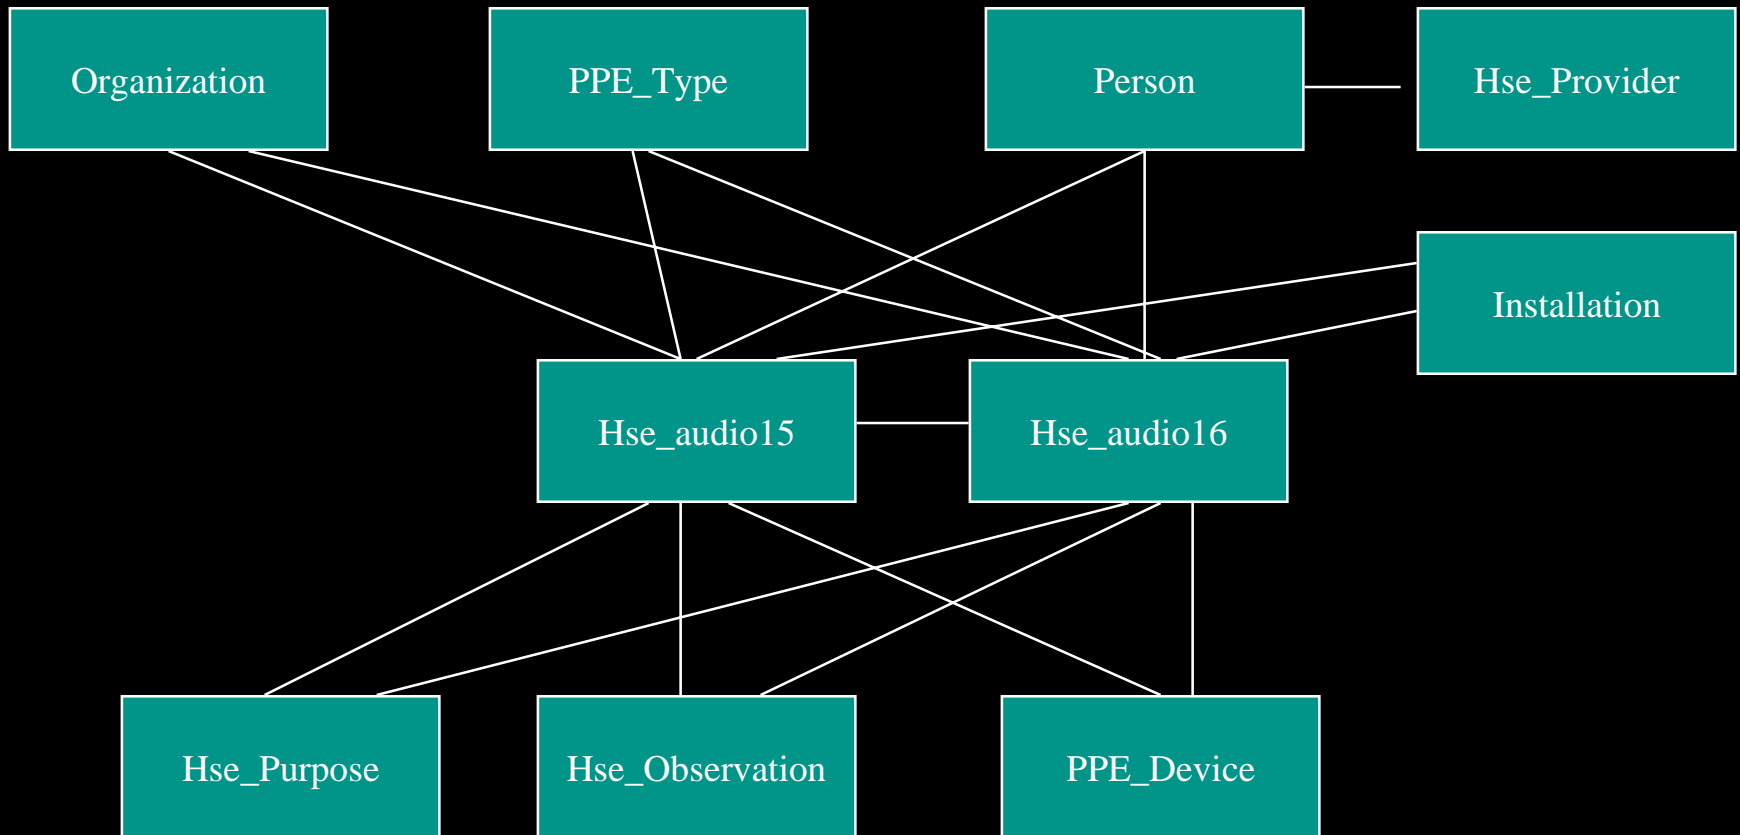 Organization
PPE_Type
Person
Hse_Provider
Installation
Hse_audio15
Hse_audio16
Hse_Purpose
Hse_Observation
PPE_Device